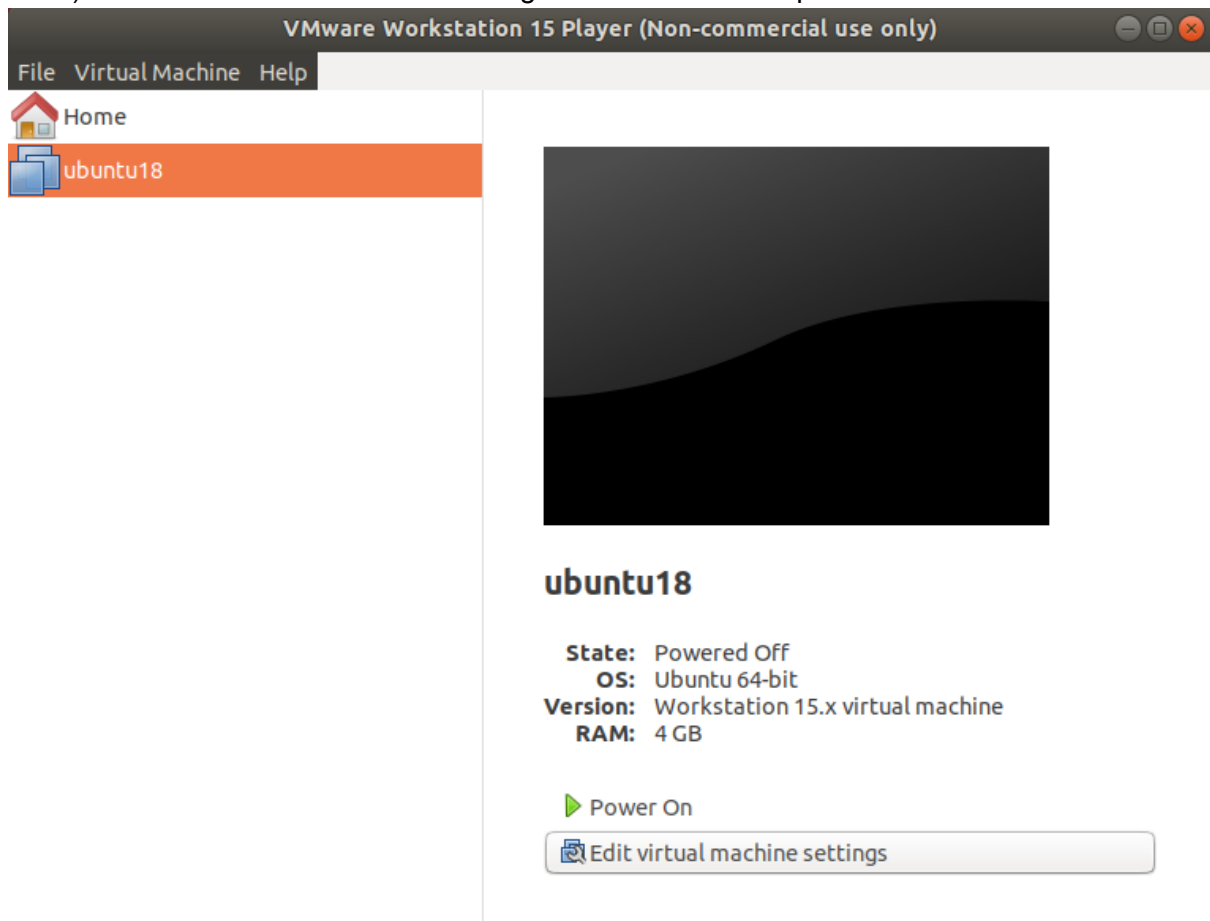 VMware Workstation 15 Player (Non-commercial use only)
File Virtual Machine Help
Home
ubuntu18
ubuntu18
State: Powered Off
OS: Ubuntu 64-bit
Version: Workstation 15.x virtual machine
RAM: 4 GB
Power On
Edit virtual machine settings